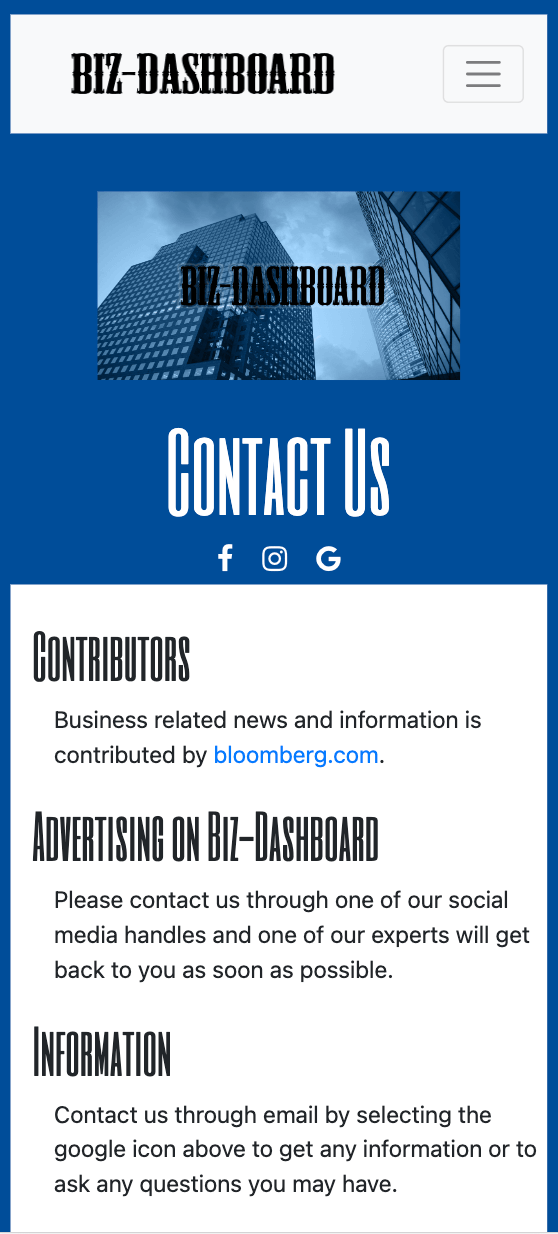 BIZ-DASHBOARD
BIZ-DASHBOARD
Contact Us
Contributors
Business related news and information is
contributed by bloomberg.com.
Advertising on Biz-Dashboard
Please contact us through one of our social
media handles and one of our experts will get
back to you as soon as possible.
Information
Contact us through email by selecting the
google icon above to get any information or to
ask any questions you may have.